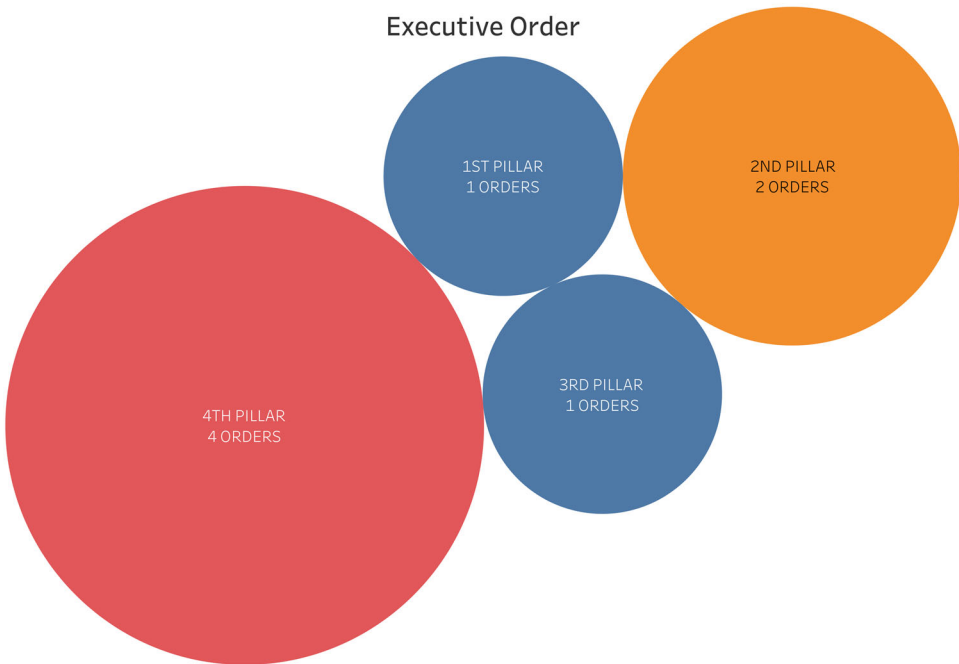 Executive Order
1ST PILLAR
1 ORDERS
2ND PILLAR
2 ORDERS
3RD PILLAR
1 ORDERS
4TH PILLAR
4 ORDERS